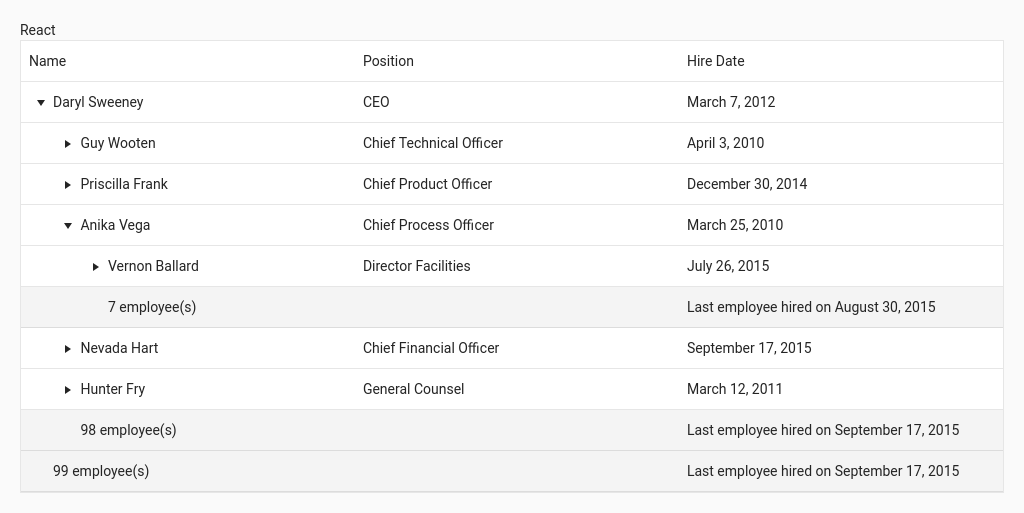 React
Name Position Hire Date
Daryl Sweeney CEO March 7, 2012
Guy Wooten Chief Technical Officer April 3, 2010
Priscilla Frank Chief Product Officer December 30, 2014
Anika Vega Chief Process Officer March 25, 2010
Vernon Ballard Director Facilities July 26, 2015
7 employee(s) Last employee hired on August 30, 2015
Nevada Hart Chief Financial Officer September 17, 2015
Hunter Fry General Counsel March 12, 2011
98 employee(s) Last employee hired on September 17, 2015
99 employee(s) Last employee hired on September 17, 2015